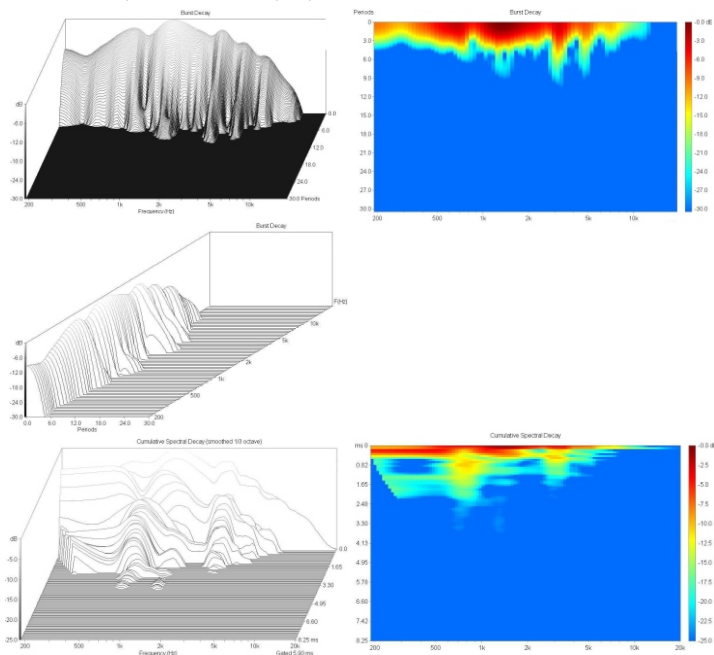 Burst Decay
dB
-6.0
-12.0
-18.0
-24.0
-30.0
0.0
6.0
12.0
18.0
24.0
30.0 Periods
200 500 1k 2k 5k 10k
Frequency (Hz)
Burst Decay
Periods
0
3.0
6.0
9.0
12.0
15.0
18.0
21.0
24.0
27.0
30.0
200 500 1k 2k 5k 10k
-0.0 dB
-3.0
-6.0
-9.0
-12.0
-15.0
-18.0
-21.0
-24.0
-27.0
-30.0
Burst Decay
dB
-6.0
-12.0
-18.0
-24.0
-30.0
0.0 6.0 12.0 18.0 24.0 30.0
Periods
200
500
1k
2k
5k
10k
F(Hz)
Cumulative Spectral Decay (smoothed 1/3 octave)
dB
-5.0
-10.0
-15.0
-20.0
-25.0
0.0
1.65
3.30
4.95
6.60
8.25 ms
200 500 1k 2k 5k 10k 20k
Frequency (Hz)
Cumulative Spectral Decay
ms 0
0.82
1.65
2.48
3.30
4.13
4.95
5.78
6.60
7.42
8.25
200 500 1k 2k 5k 10k 20k
-0.0 dB
-2.5
-5.0
-7.5
-10.0
-12.5
-15.0
-17.5
-20.0
-22.5
-25.0